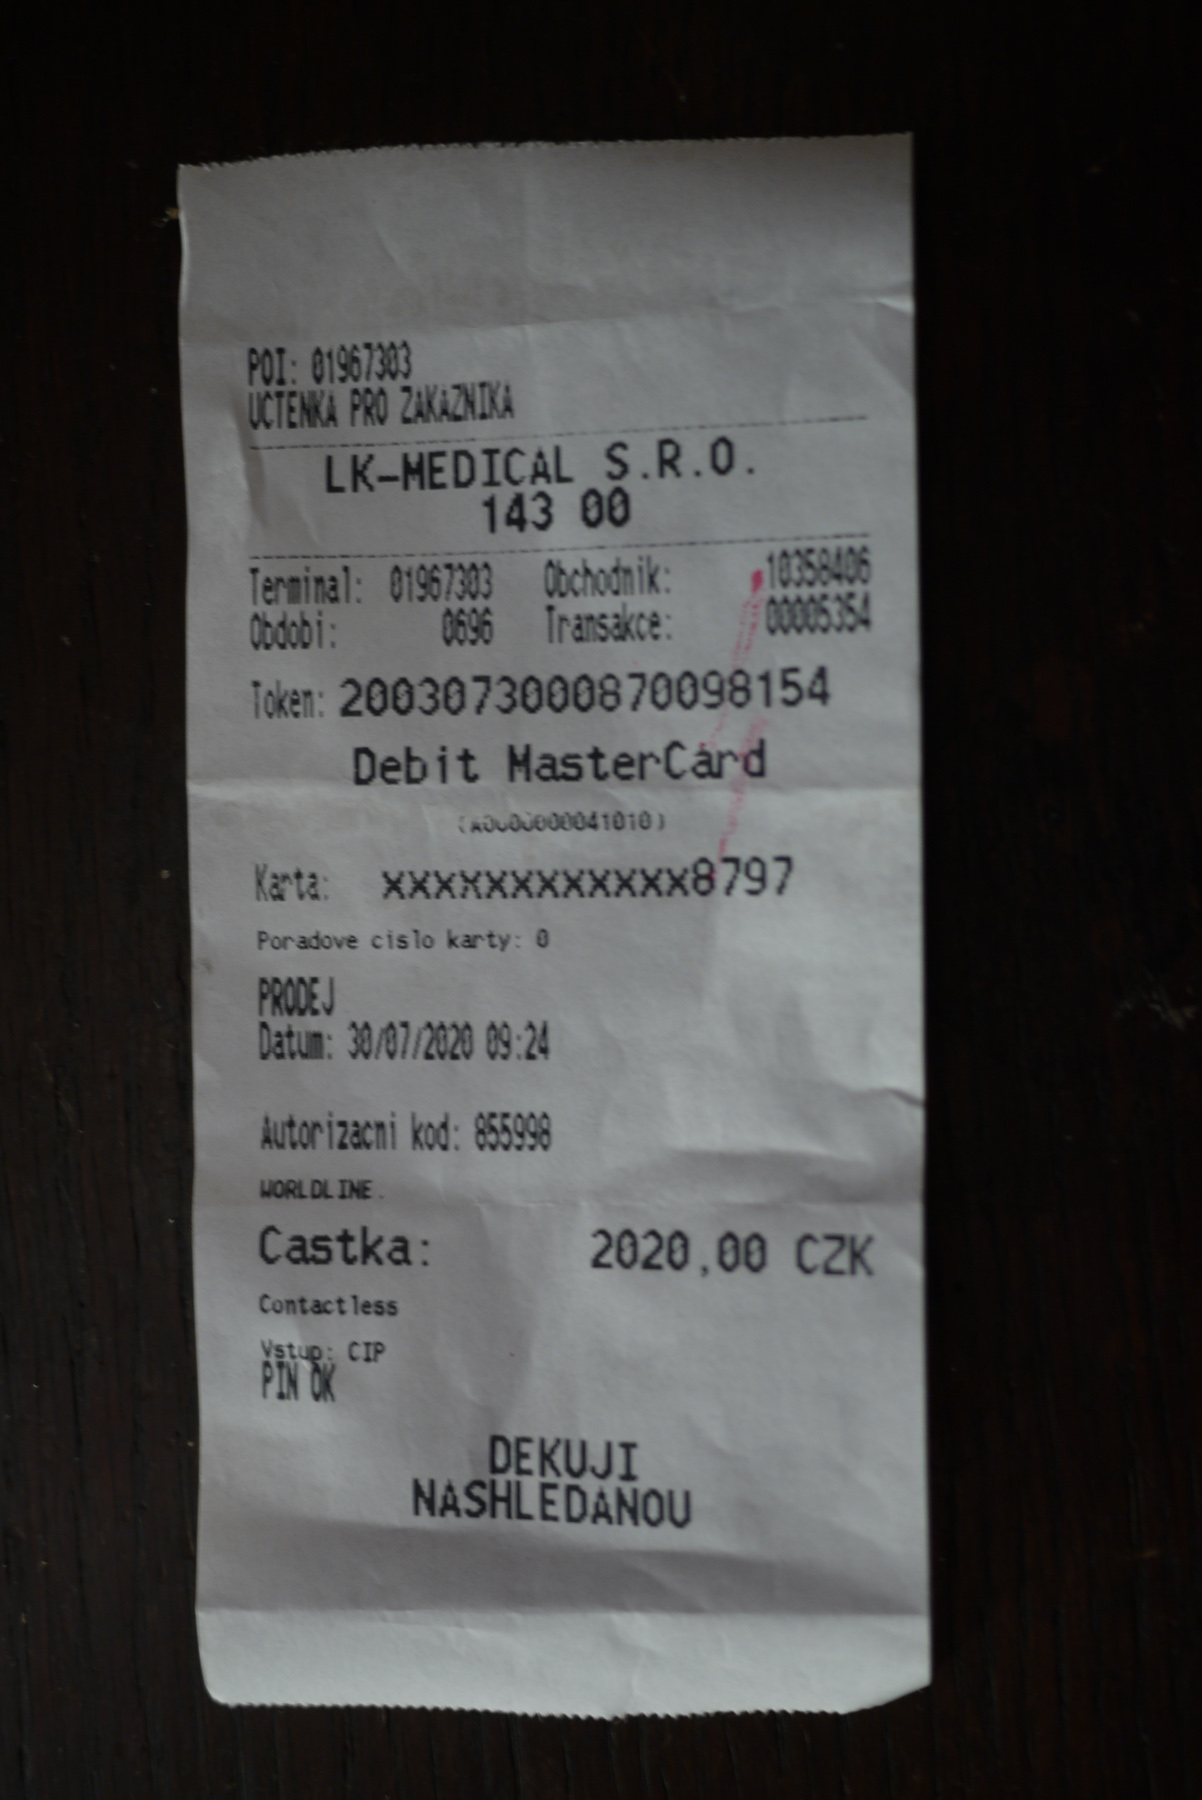 POI: 01967303
UCTENKA PRO ZAKAZNIKA
LK-MEDICAL S.R.O.
143 00
Terminal: 01967303 Obchodnik: 10358406
Obdobi: 0696 Transakce: 00005354
Token: 2003073000870098154
Debit MasterCard
(A0000000041010)
Karta: XXXXXXXXXXXX8797
Poradove cislo karty: 0
PRODEJ
Datum: 30/07/2020 09:24
Autorizacni kod: 855998
WORLDLINE.
Castka: 2020,00 CZK
Contactless
Vstup: CIP
PIN OK
DEKUJI
NASHLEDANOU